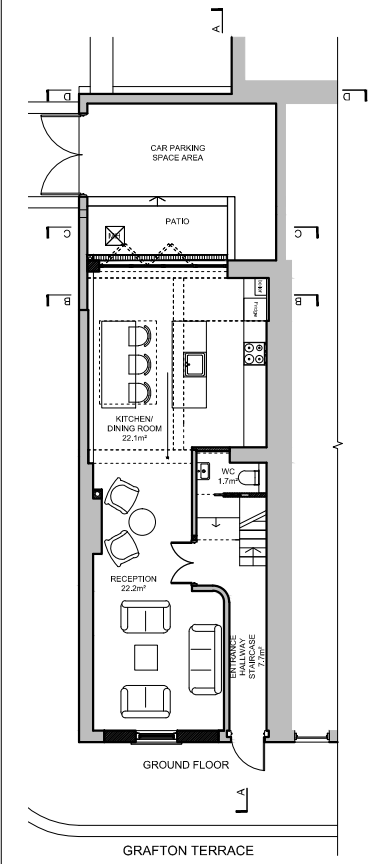 A
D
D
CAR PARKING
SPACE AREA
PATIO
MH
C
C
B
B
Fridge
KITCHEN/
DINING ROOM
22.1m²
WC
1.7m²
RECEPTION
22.2m²
ENTRANCE
HALLWAY
STAIRCASE
7.7m²
GROUND FLOOR
A
GRAFTON TERRACE